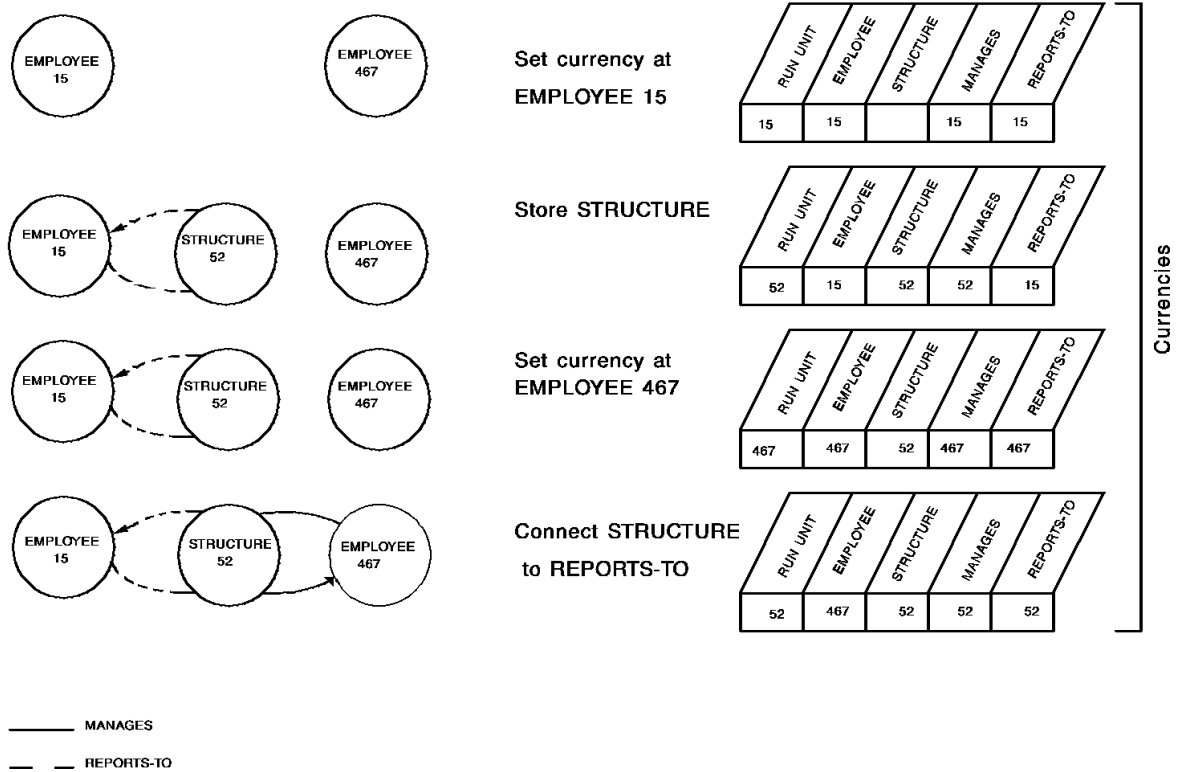 EMPLOYEE
15
EMPLOYEE
467
Set currency at
EMPLOYEE 15
RUN UNIT
EMPLOYEE
STRUCTURE
MANAGES
REPORTS-TO
15
15
15
15
EMPLOYEE
15
STRUCTURE
52
EMPLOYEE
467
Store STRUCTURE
RUN UNIT
EMPLOYEE
STRUCTURE
MANAGES
REPORTS-TO
52
15
52
52
15
EMPLOYEE
15
STRUCTURE
52
EMPLOYEE
467
Set currency at
EMPLOYEE 467
RUN UNIT
EMPLOYEE
STRUCTURE
MANAGES
REPORTS-TO
467
467
52
467
467
EMPLOYEE
15
STRUCTURE
52
EMPLOYEE
467
Connect STRUCTURE
to REPORTS-TO
RUN UNIT
EMPLOYEE
STRUCTURE
MANAGES
REPORTS-TO
52
467
52
52
52
Currencies
MANAGES
REPORTS-TO